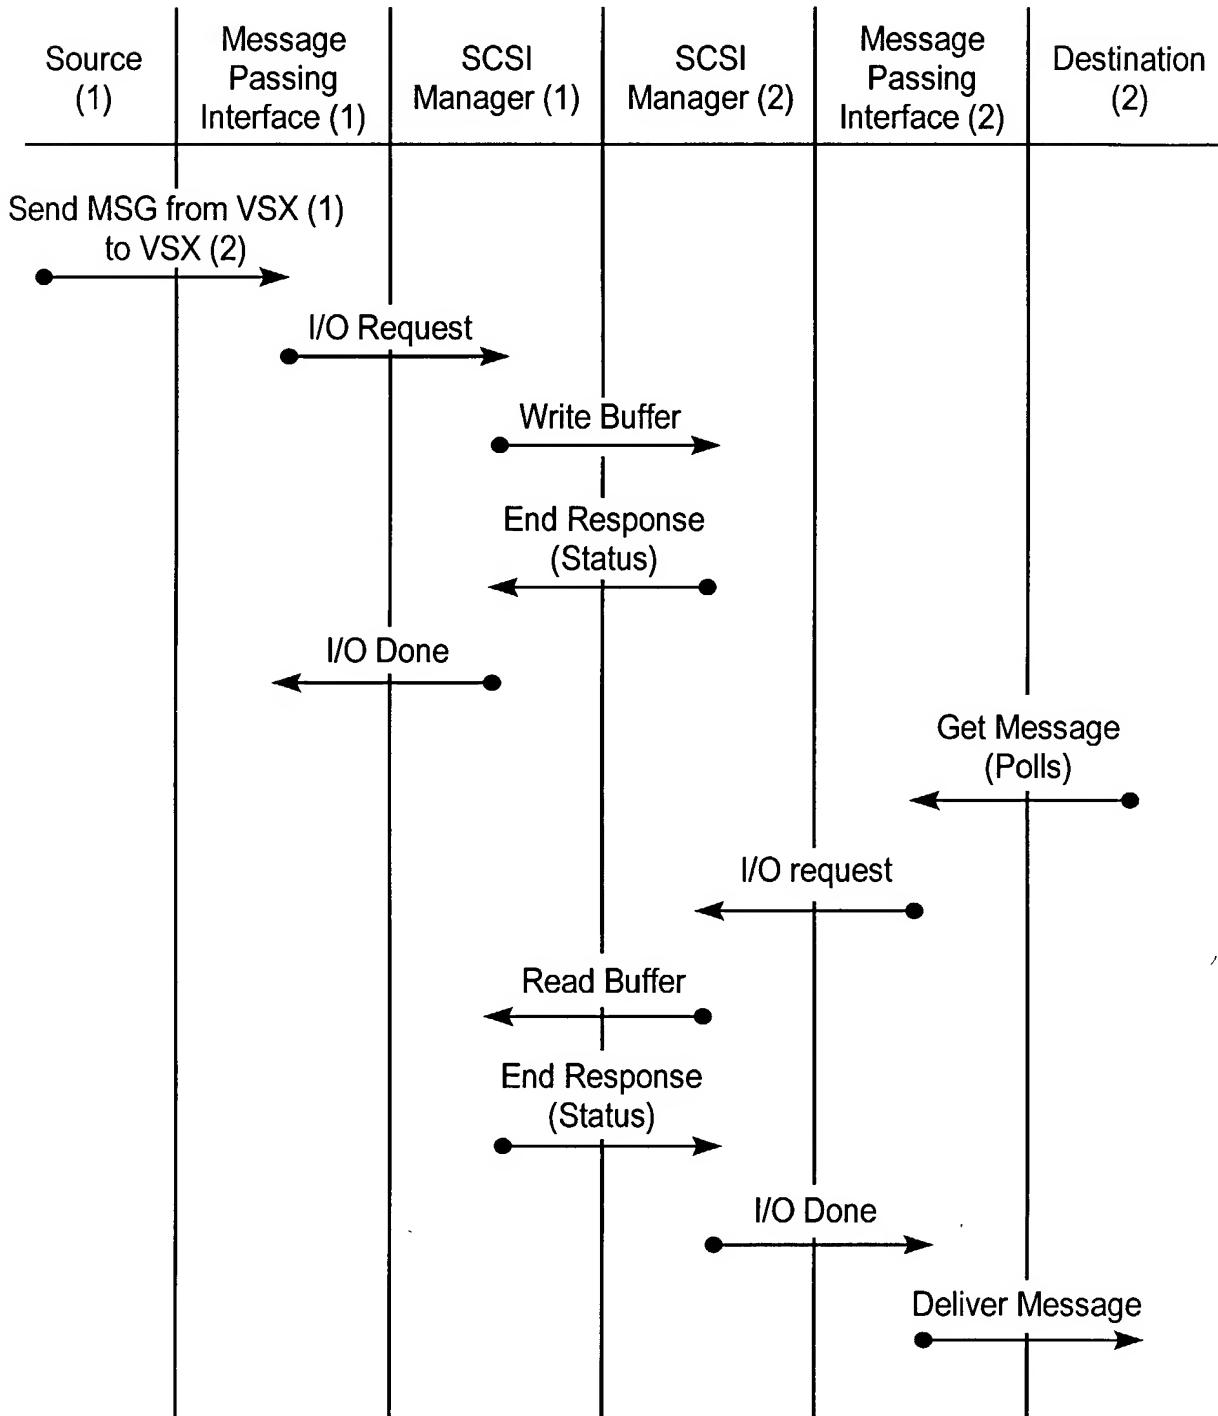 Source
(1)
Message
Passing
Interface (1)
SCSI
Manager (1)
SCSI
Manager (2)
Message
Passing
Interface (2)
Destination
(2)
Send MSG from VSX (1)
to VSX (2)
I/O Request
Write Buffer
End Response
(Status)
I/O Done
Get Message
(Polls)
I/O request
Read Buffer
End Response
(Status)
I/O Done
Deliver Message